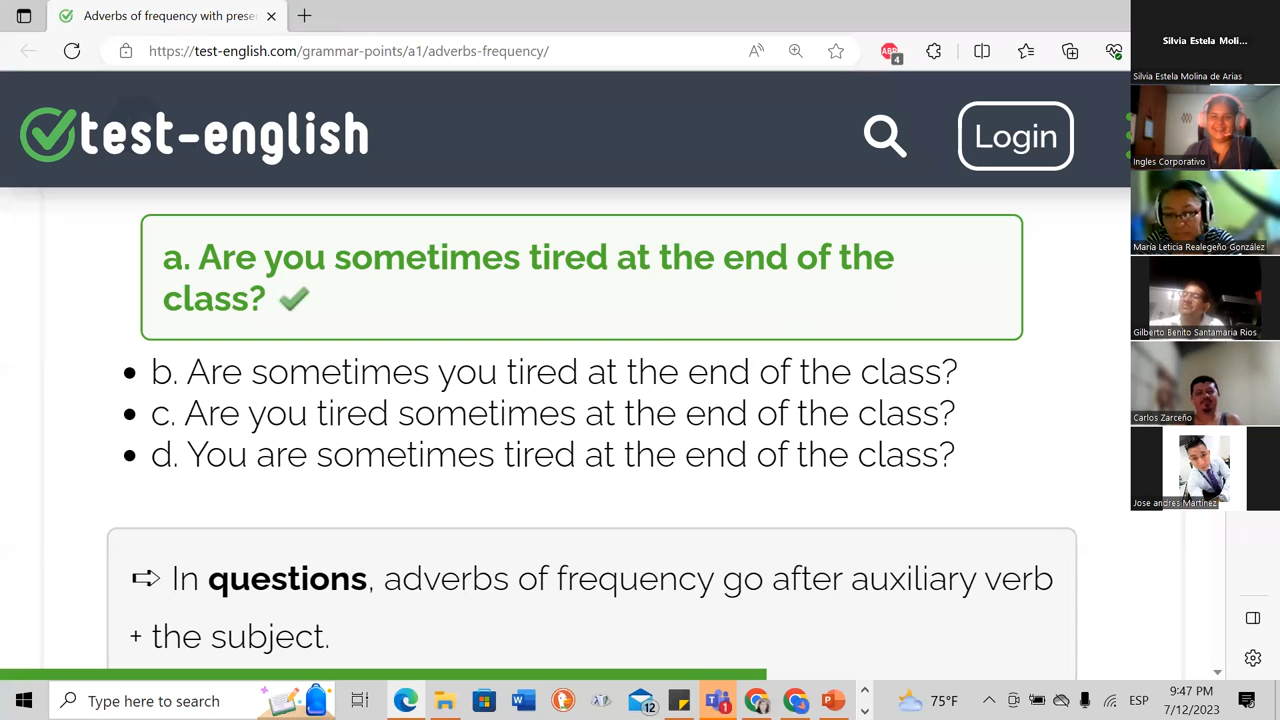 Adverbs of frequency with prese
https://test-english.com/grammar-points/a1/adverbs-frequency/
ABP
4
test-english
Login
a. Are you sometimes tired at the end of the
class?
b. Are sometimes you tired at the end of the class?
c. Are you tired sometimes at the end of the class?
d. You are sometimes tired at the end of the class?
⇨ In questions, adverbs of frequency go after auxiliary verb
+ the subject.
Silvia Estela Moli...
Silvia Estela Molina de Arias
Ingles Corporativo
María Leticia Realegeño González
Gilberto Benito Santamaria Rios
Carlos Zarceño
Jose andres Martinez
Type here to search
12
1
75°F
ESP
9:47 PM
7/12/2023